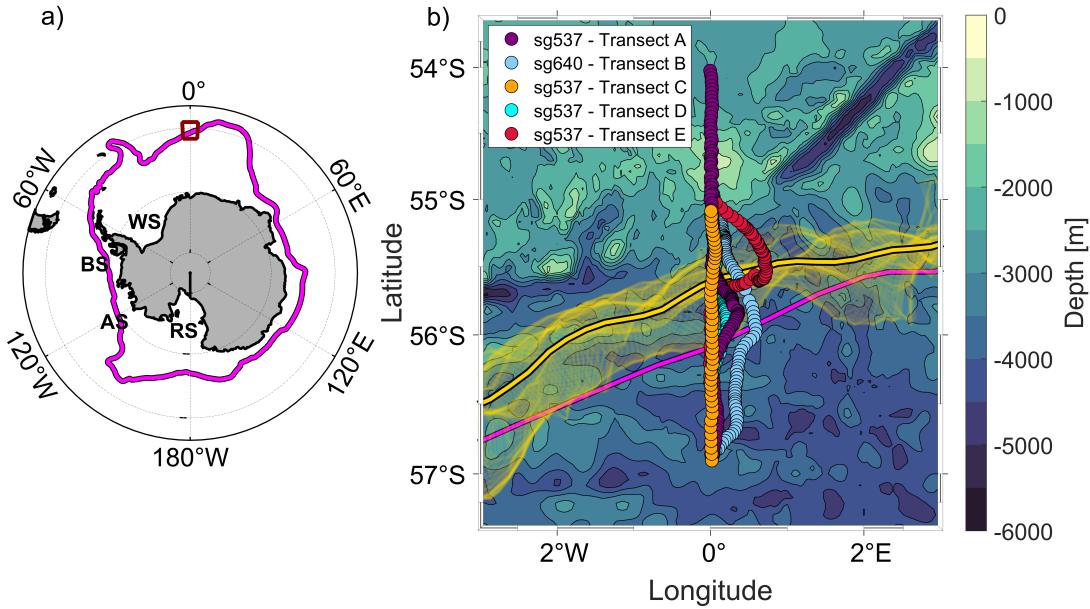 a)
0°
60°W
60°E
WS
BS
AS
RS
120°W
120°E
180°W
b)
sg537 - Transect A
sg640 - Transect B
sg537 - Transect C
sg537 - Transect D
sg537 - Transect E
54°S
55°S
56°S
57°S
Latitude
2°W
0°
2°E
Longitude
0
-1000
-2000
-3000
-4000
-5000
-6000
Depth [m]